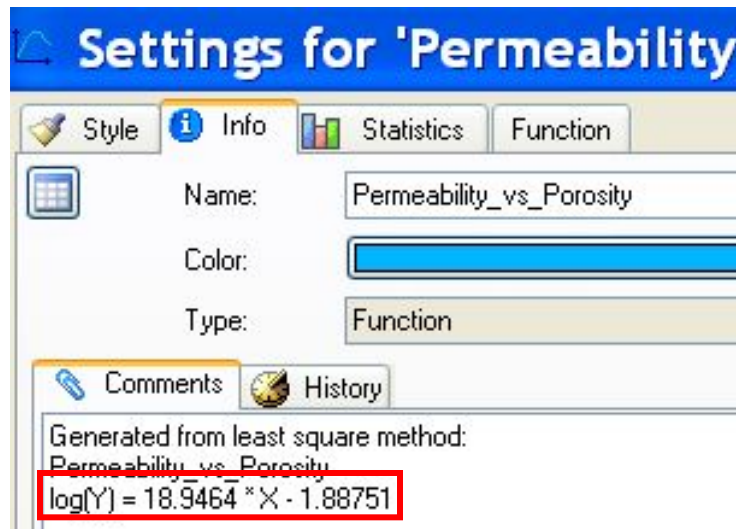 Settings for 'Permeability
Style Info Statistics Function
Name: Permeability_vs_Porosity
Color:
Type: Function
Comments History
Generated from least square method:
Permeability_vs_Porosity
log(Y) = 18.9464 * X - 1.88751